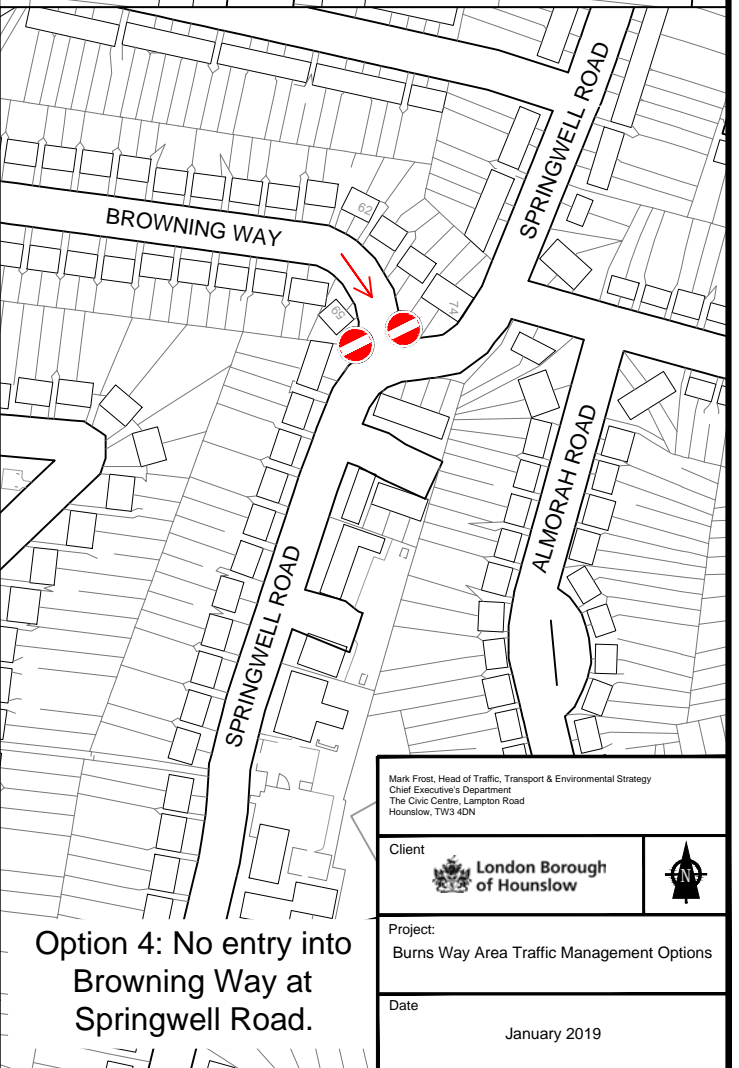 SPRINGWELL ROAD
BROWNING WAY
62
59
74
ALMORAH ROAD
SPRINGWELL ROAD
Mark Frost, Head of Traffic, Transport & Environmental Strategy
Chief Executive's Department
The Civic Centre, Lampton Road
Hounslow, TW3 4DN
Client
London Borough
of Hounslow
N
Project:
Burns Way Area Traffic Management Options
Date
January 2019
Option 4: No entry into
Browning Way at
Springwell Road.